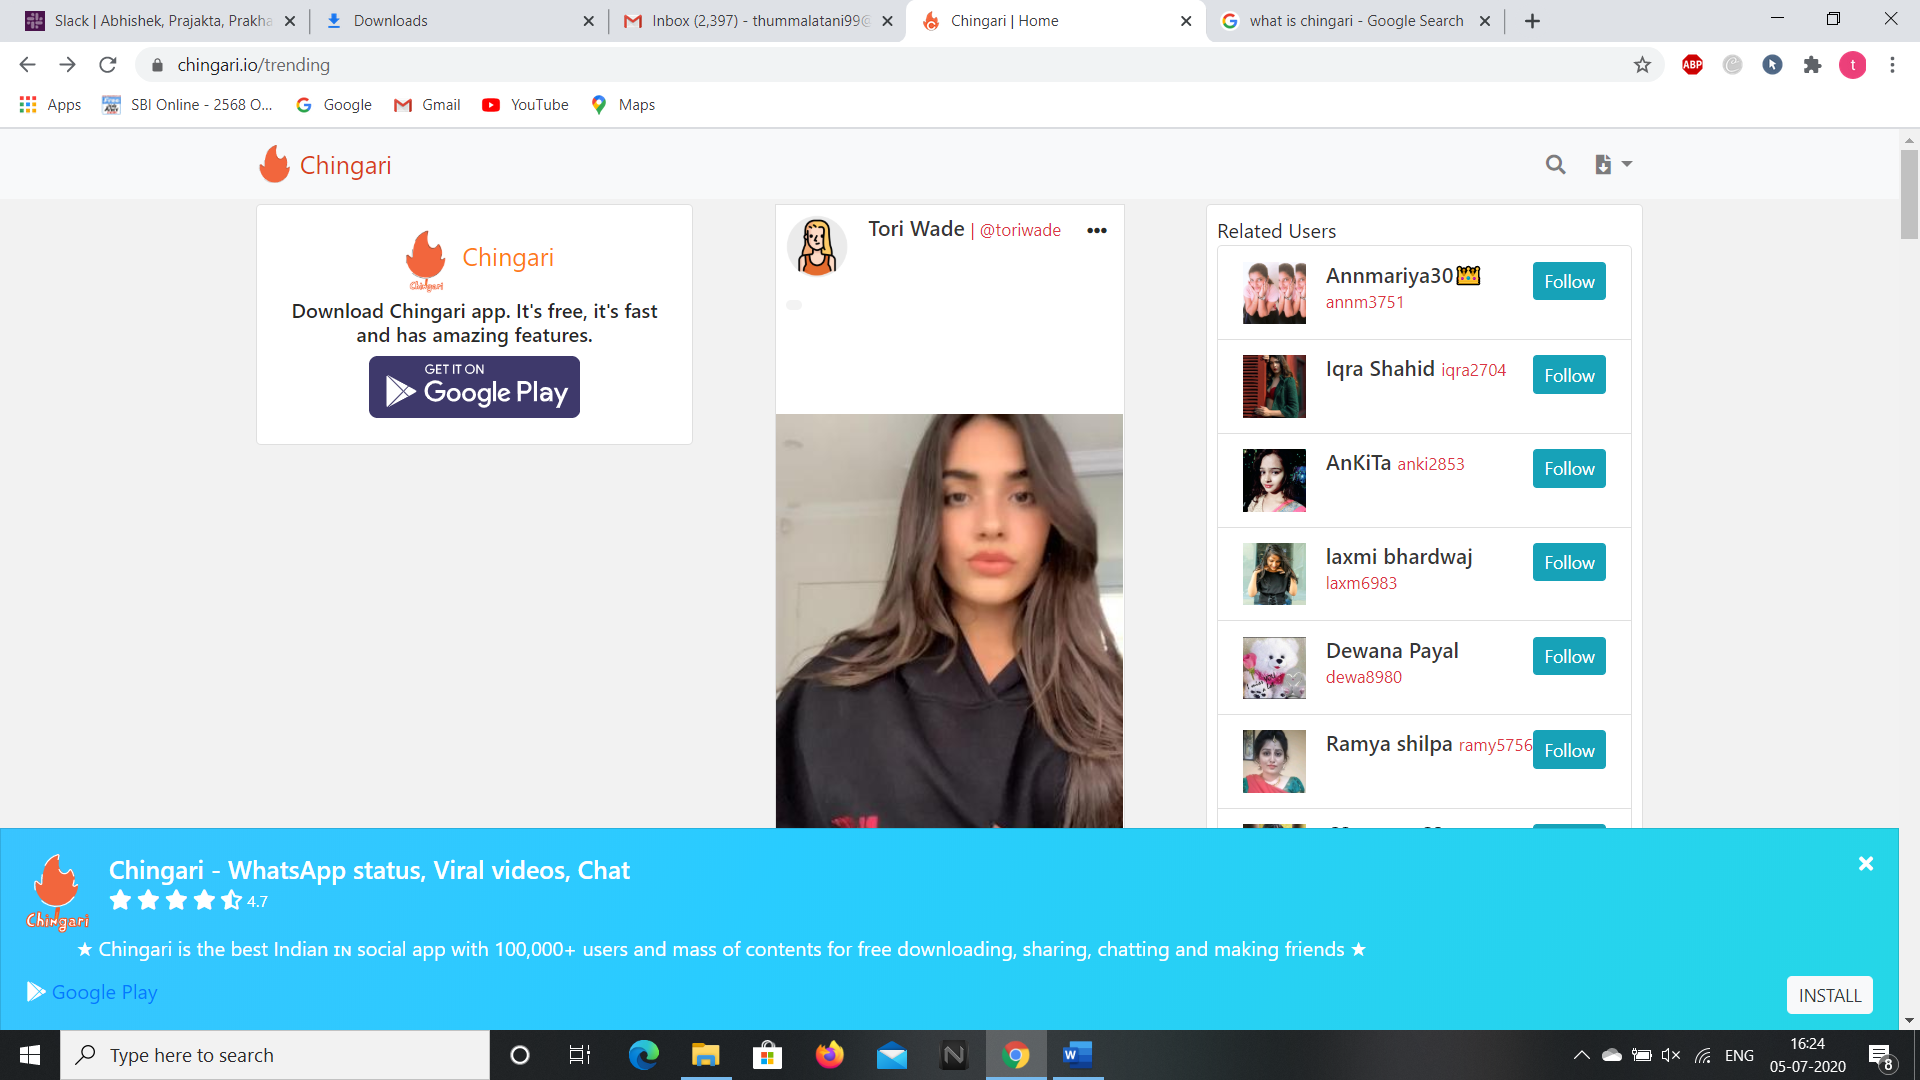 Slack | Abhishek, Prajakta, Prakha
Downloads
Inbox (2,397) - thummalatani99@
Chingari | Home
what is chingari - Google Search
chingari.io/trending
ABP
t
Apps
SBI Online - 2568 O...
Google
Gmail
YouTube
Maps
Chingari
Chingari
Chingari
Download Chingari app. It's free, it's fast
and has amazing features.
GET IT ON
Google Play
Tori Wade | @toriwade
Related Users
Annmariya30
annm3751
Follow
Iqra Shahid iqra2704
Follow
AnKiTa anki2853
Follow
laxmi bhardwaj
laxm6983
Follow
Dewana Payal
dewa8980
Follow
Ramya shilpa ramy5756
Follow
Chingari - WhatsApp status, Viral videos, Chat
4.7
Chingari
★ Chingari is the best Indian ɪɴ social app with 100,000+ users and mass of contents for free downloading, sharing, chatting and making friends ★
Google Play
INSTALL
Type here to search
ENG
16:24
05-07-2020
8